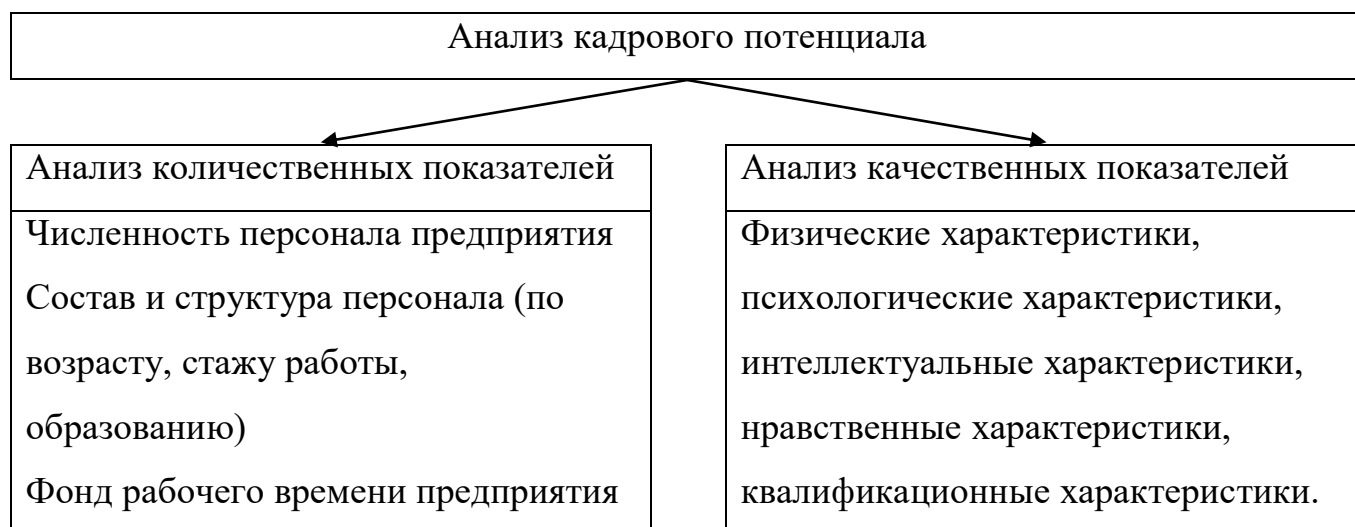 Анализ кадрового потенциала
Анализ количественных показателей
Численность персонала предприятия
Состав и структура персонала (по
возрасту, стажу работы,
образованию)
Фонд рабочего времени предприятия
Анализ качественных показателей
Физические характеристики,
психологические характеристики,
интеллектуальные характеристики,
нравственные характеристики,
квалификационные характеристики.